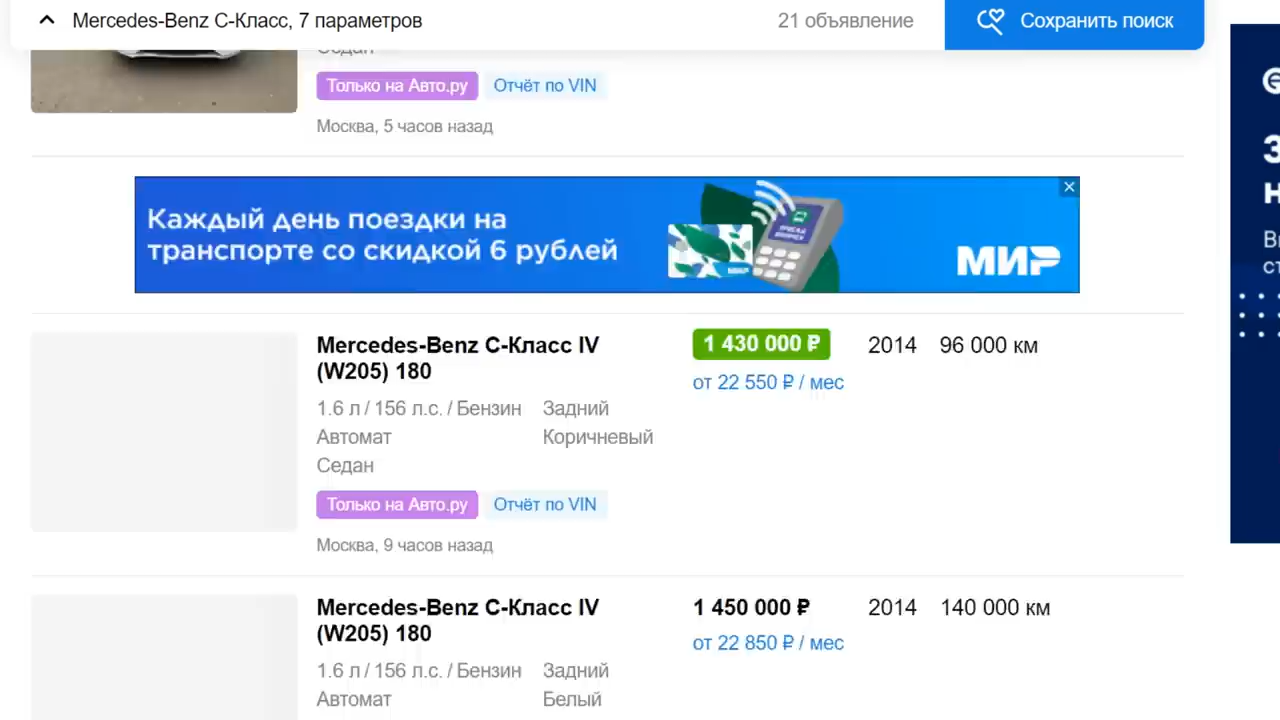 Mercedes-Benz C-Класс, 7 параметров
21 объявление
Сохранить поиск
Седан
Только на Авто.ру
Отчёт по VIN
Москва, 5 часов назад
Каждый день поездки на
транспорте со скидкой 6 рублей
МИР
Mercedes-Benz C-Класс IV
(W205) 180
1 430 000 ₽
2014
96 000 км
от 22 550 ₽ / мес
1.6 л / 156 л.с. / Бензин
Задний
Автомат
Коричневый
Седан
Только на Авто.ру
Отчёт по VIN
Москва, 9 часов назад
Mercedes-Benz C-Класс IV
(W205) 180
1 450 000 ₽
2014
140 000 км
от 22 850 ₽ / мес
1.6 л / 156 л.с. / Бензин
Задний
Автомат
Белый